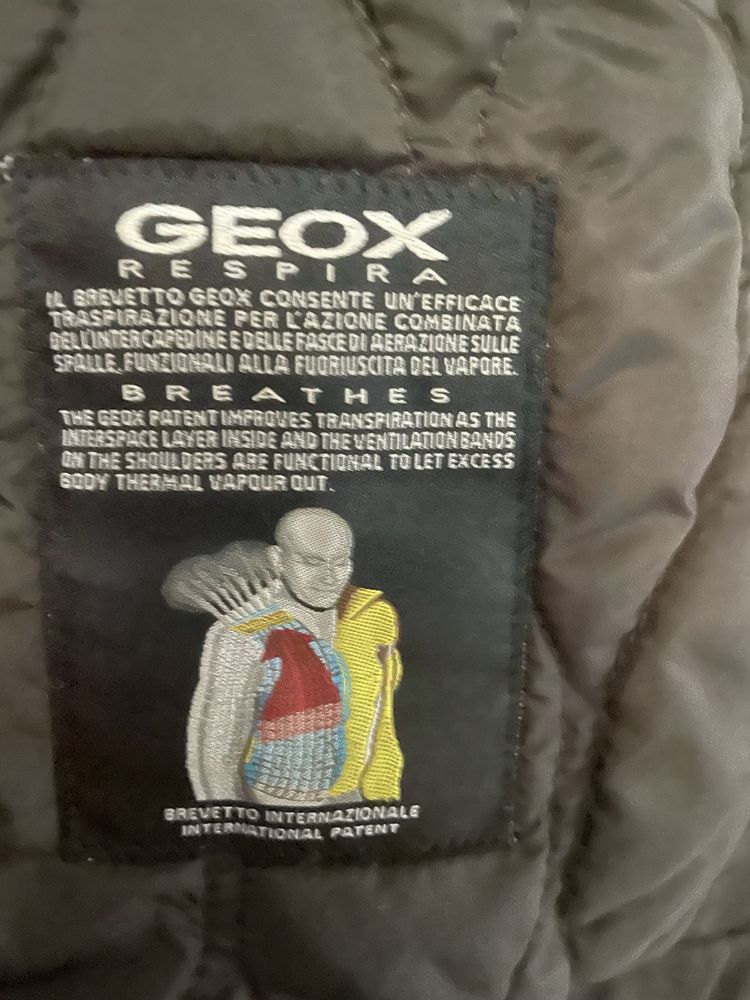 GEOX
RESPIRA
IL BREVETTO GEOX CONSENTE UN'EFFICACE
TRASPIRAZIONE PER L'AZIONE COMBINATA
DELL'INTERCAPEDINE E DELLE FASCE DI AERAZIONE SULLE
SPALLE, FUNZIONALI ALLA FUORIUSCITA DEL VAPORE.
BREATHES
THE GEOX PATENT IMPROVES TRANSPIRATION AS THE
INTERSPACE LAYER INSIDE AND THE VENTILATION BANDS
ON THE SHOULDERS ARE FUNCTIONAL TO LET EXCESS
BODY THERMAL VAPOUR OUT.
BREVETTO INTERNAZIONALE
INTERNATIONAL PATENT